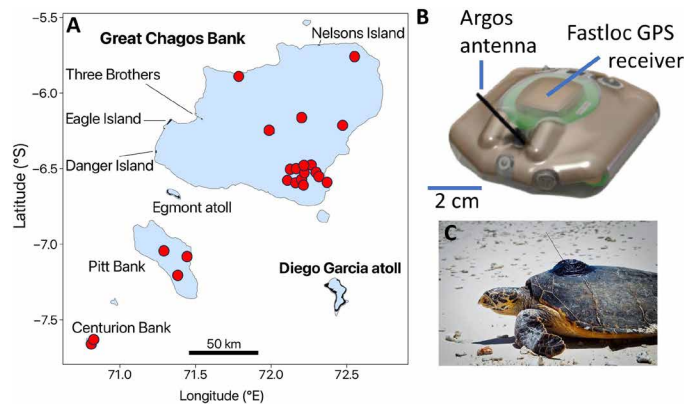 A
Great Chagos Bank
Nelsons Island
Three Brothers
Eagle Island
Danger Island
Egmont atoll
Pitt Bank
Diego Garcia atoll
Centurion Bank
50 km
−5.5
−6.0
−6.5
−7.0
−7.5
Latitude (°S)
71.0
71.5
72.0
72.5
Longitude (°E)
B
Argos
antenna
Fastloc GPS
receiver
2 cm
C